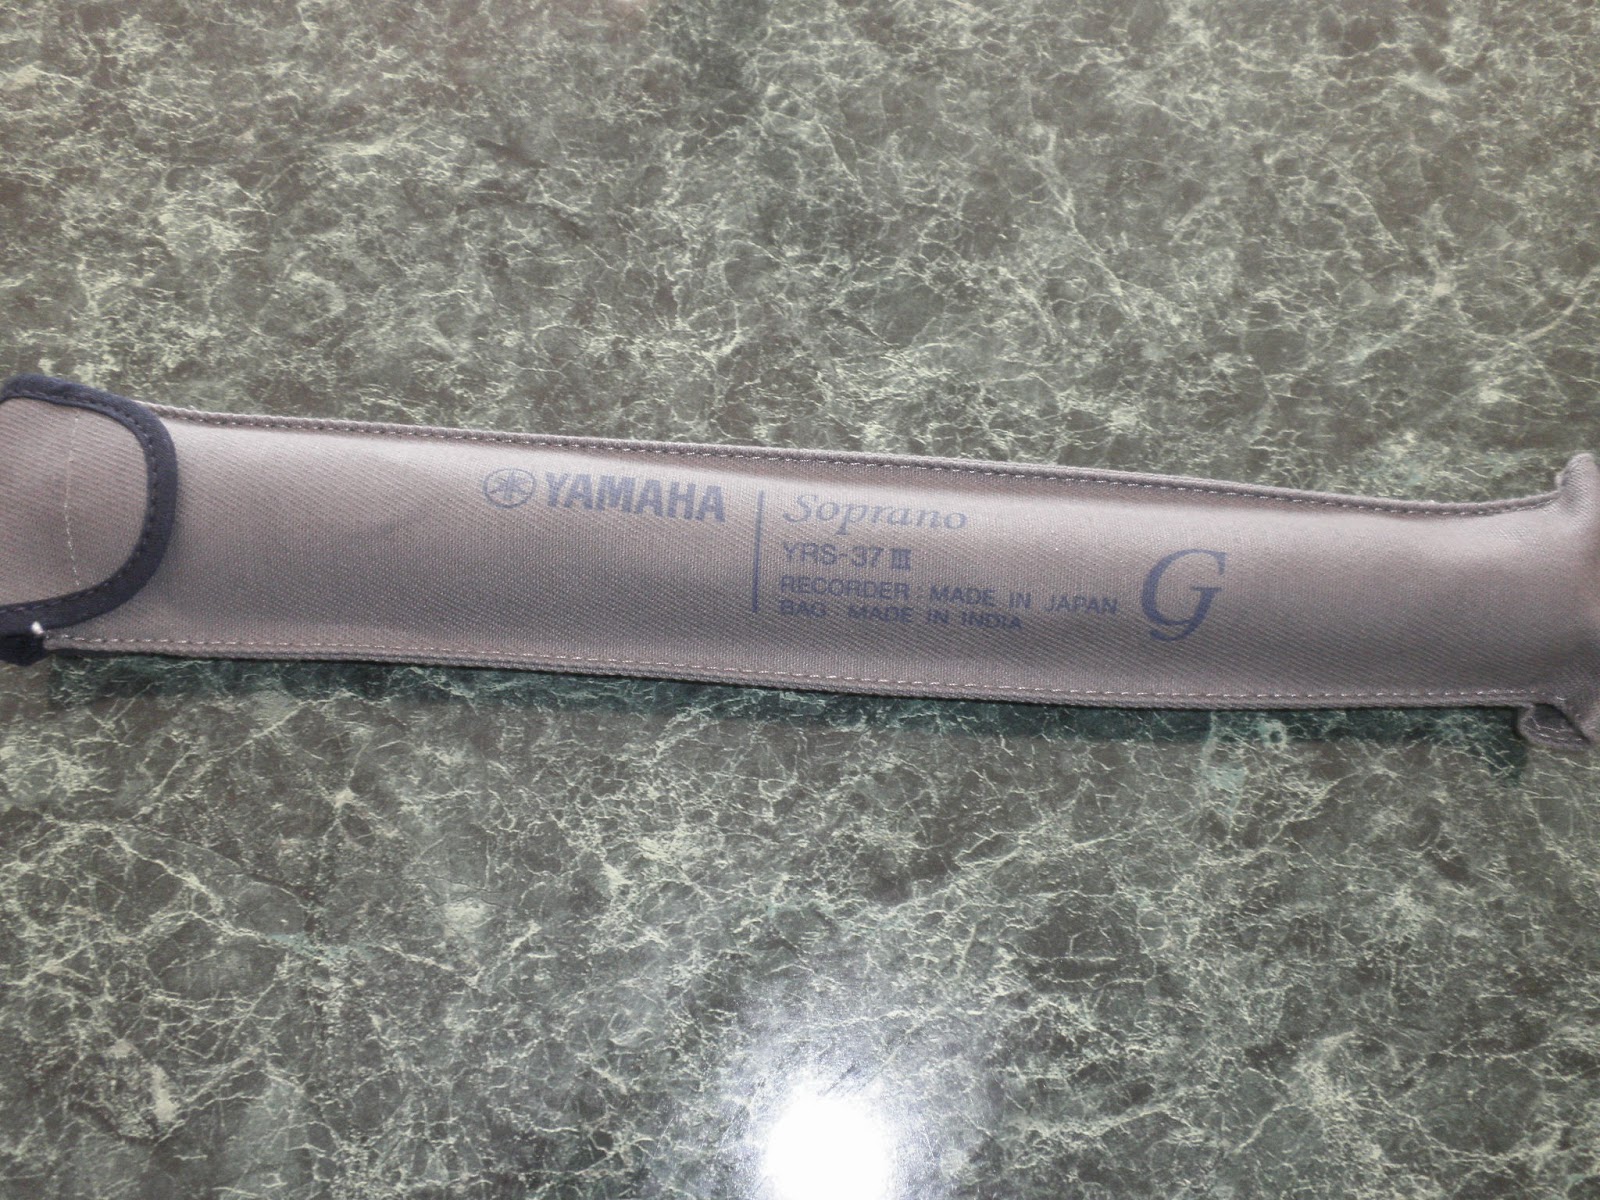 YAMAHA
Soprano
YRS-37 III
RECORDER : MADE IN JAPAN
BAG : MADE IN INDIA
G